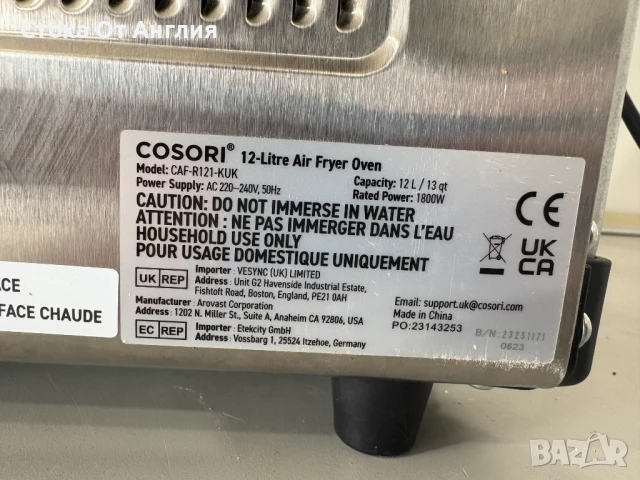 Стока От Англия
COSORI® 12-Litre Air Fryer Oven
Model: CAF-R121-KUK
Capacity: 12 L / 13 qt
Power Supply: AC 220–240V, 50Hz
Rated Power: 1800W
CAUTION: DO NOT IMMERSE IN WATER
ATTENTION : NE PAS IMMERGER DANS L'EAU
HOUSEHOLD USE ONLY
POUR USAGE DOMESTIQUE UNIQUEMENT
CE
UK
CA
UK REP
Importer : VESYNC (UK) LIMITED
Address : Unit G2 Havenside Industrial Estate,
Fishtoft Road, Boston, England, PE21 0AH
Manufacturer : Arovast Corporation
Address : 1202 N. Miller St., Suite A, Anaheim CA 92806, USA
EC REP
Importer : Etekcity GmbH
Address : Vossbarg 1, 25524 Itzehoe, Germany
Email: support.uk@cosori.com
Made in China
PO:23143253
B/N:23251171
0623
ACE
FACE CHAUDE
BAZAR